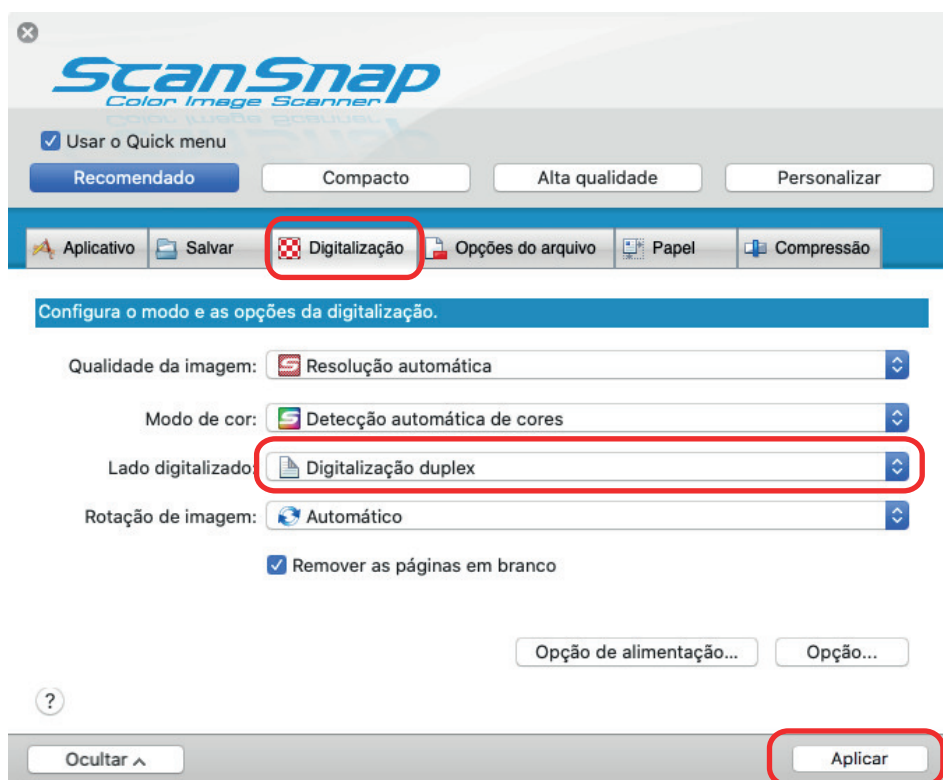 ScanSnap
Color Image Scanner
Usar o Quick menu
Recomendado Compacto Alta qualidade Personalizar
Aplicativo Salvar Digitalização Opções do arquivo Papel Compressão
Configura o modo e as opções da digitalização.
Qualidade da imagem: Resolução automática
Modo de cor: Detecção automática de cores
Lado digitalizado: Digitalização duplex
Rotação de imagem: Automático
Remover as páginas em branco
Opção de alimentação... Opção...
?
Ocultar Aplicar